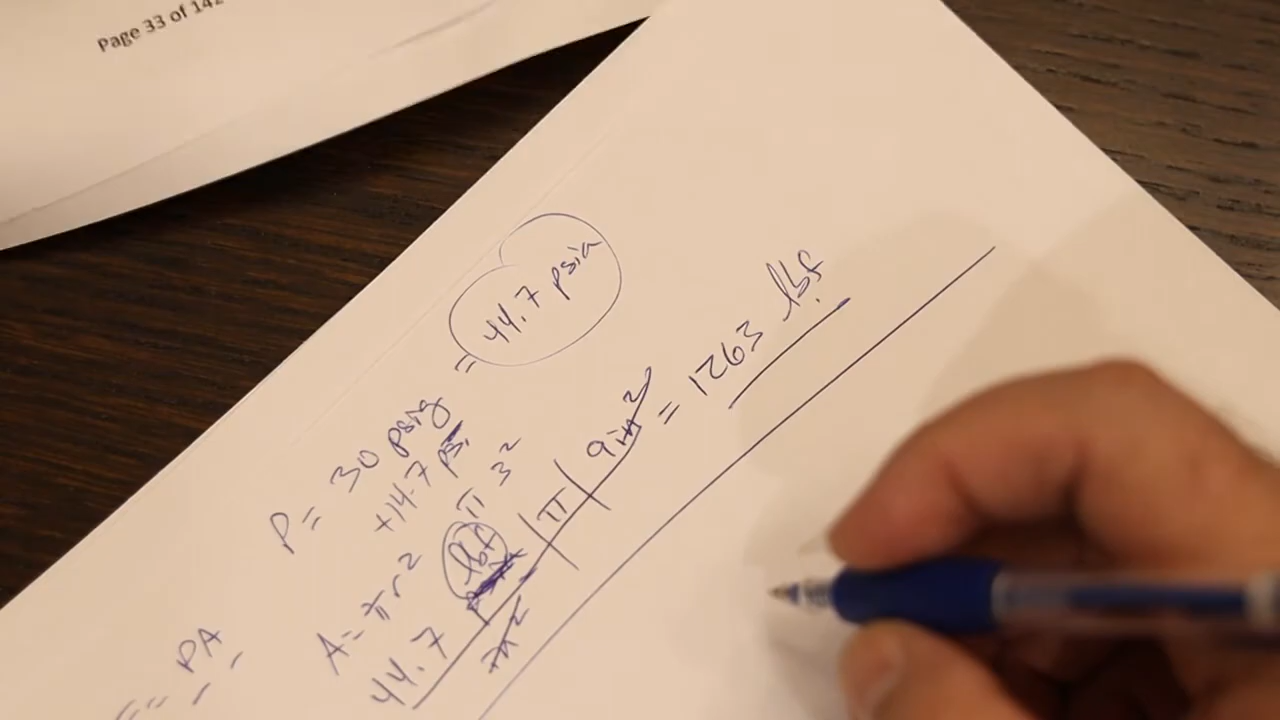 Page 33 of 142
P = 30 psig = 44.7 psia
+14.7 psi
A = π r² π 3²
44.7 lbf | π | 9 in² = 1263 lbf
in²
= PA